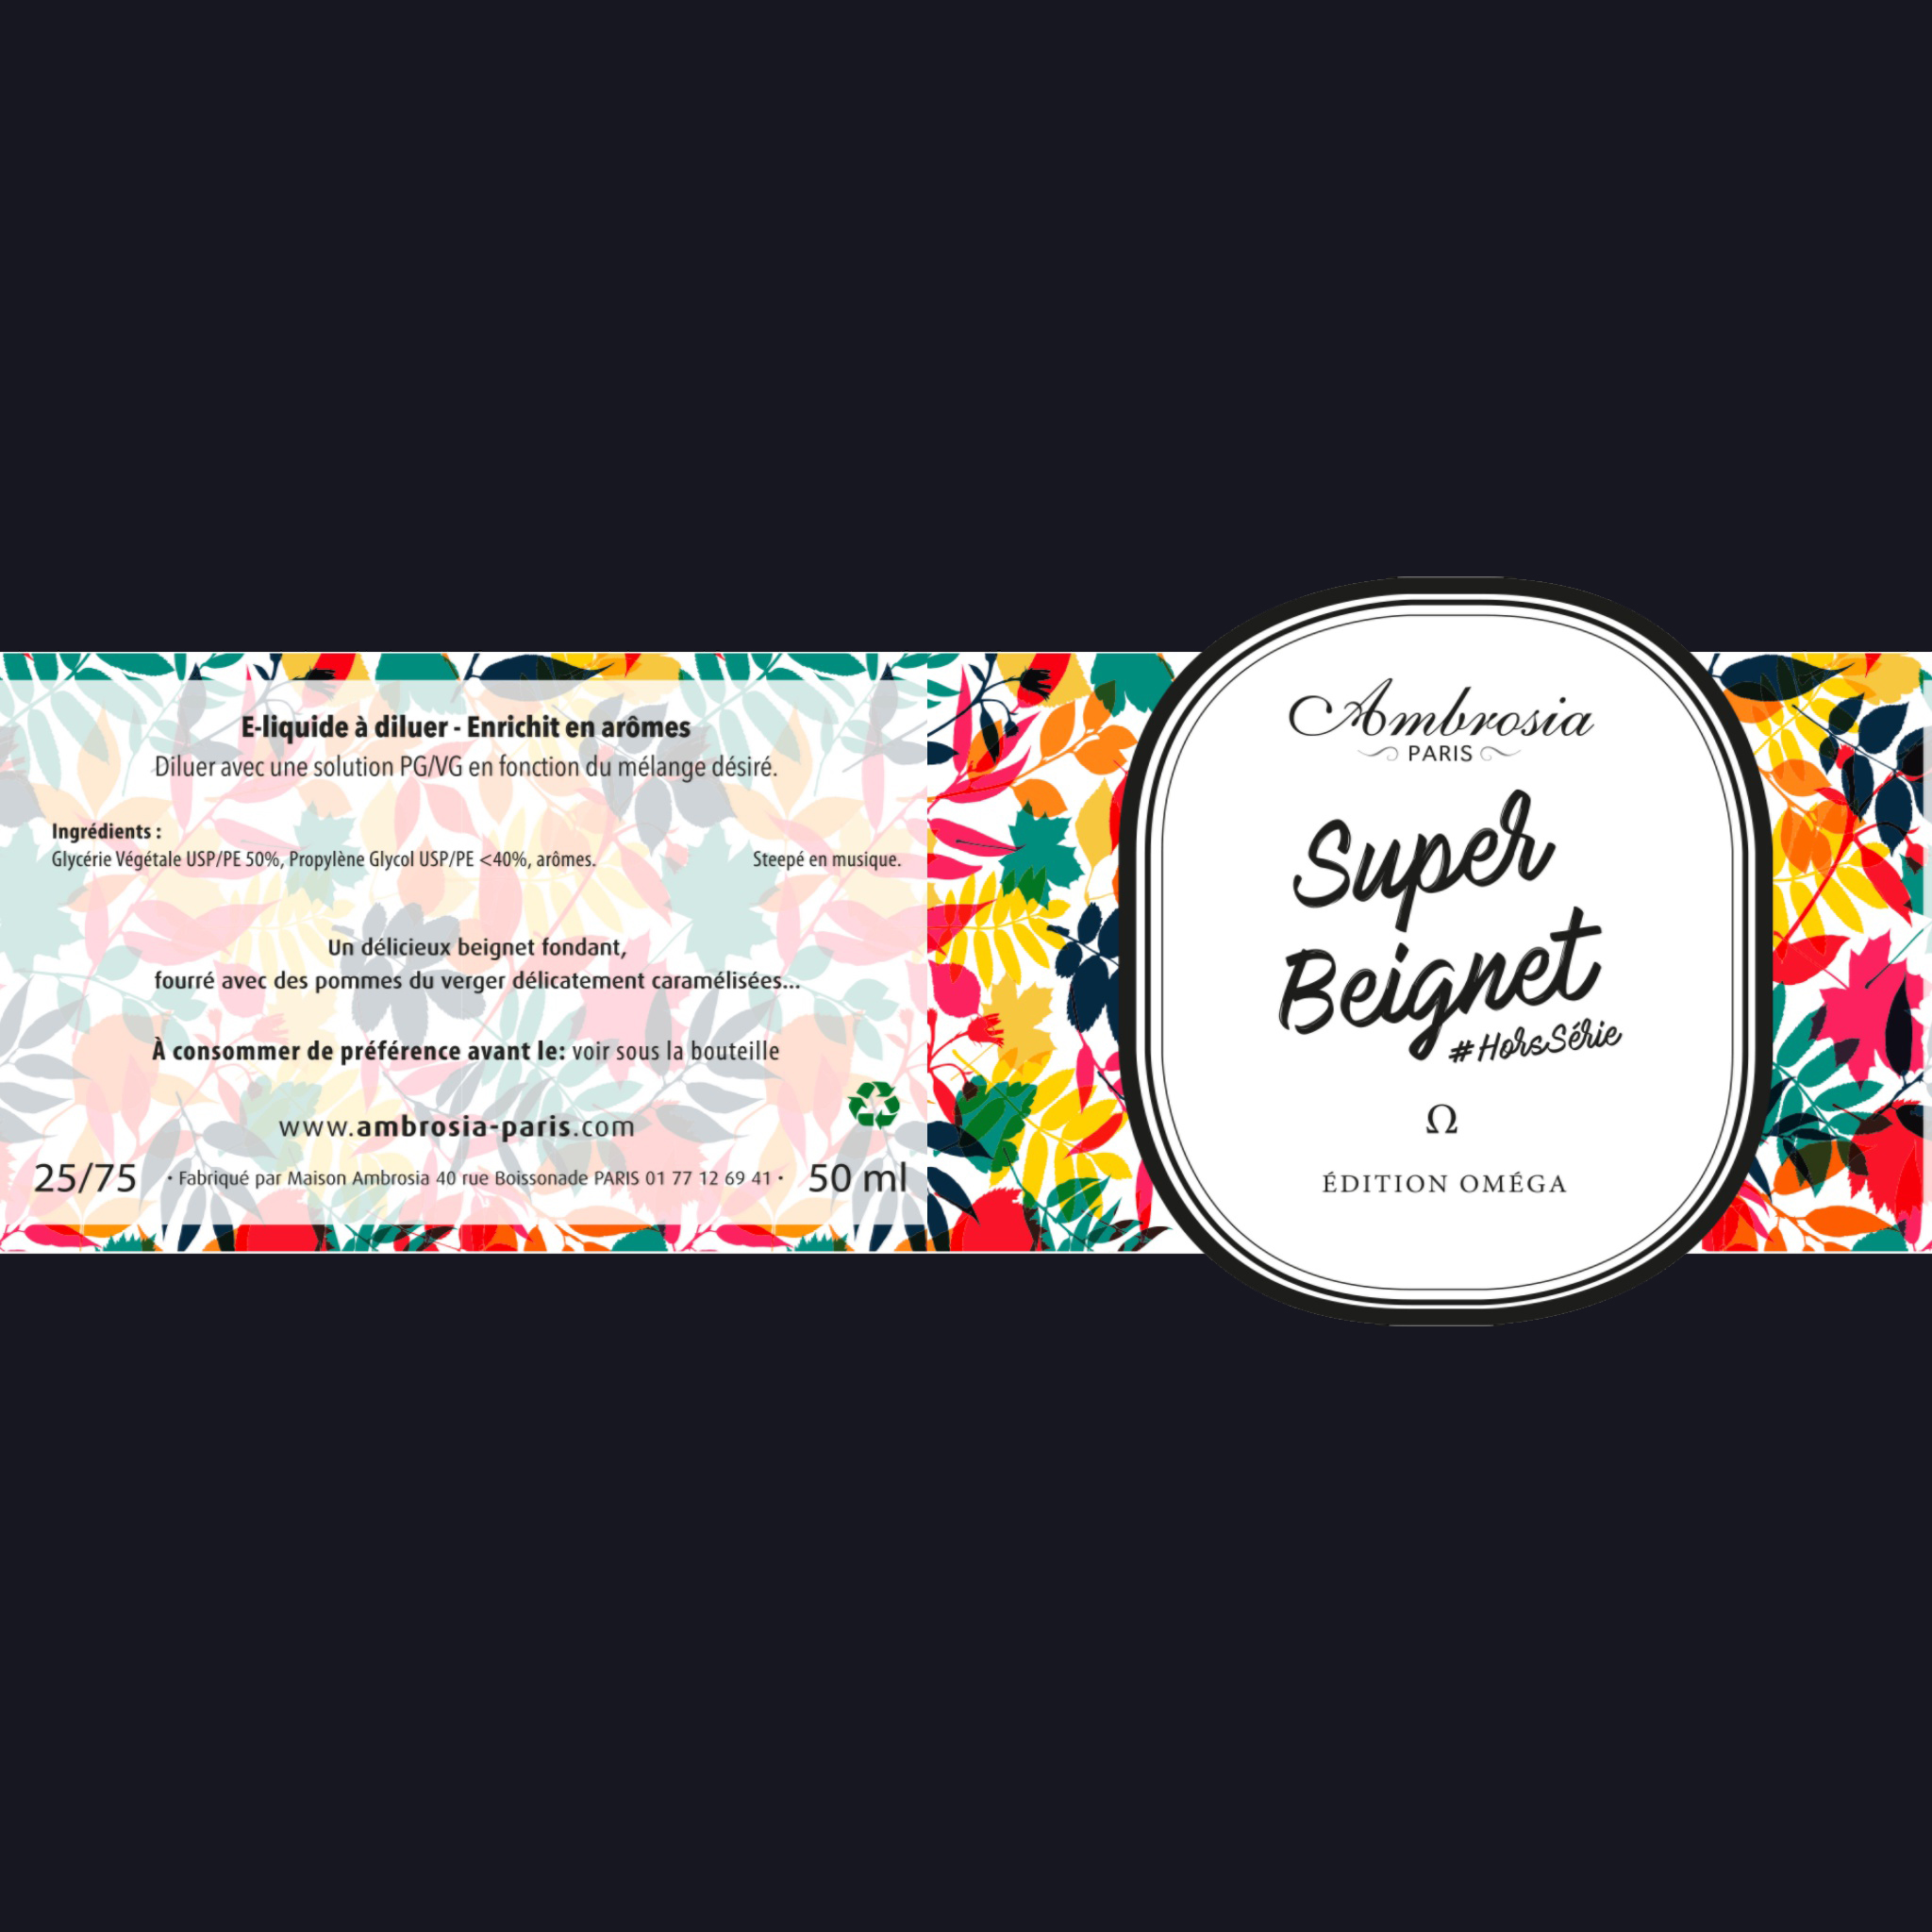 E-liquide à diluer - Enrichit en arômes
Diluer avec une solution PG/VG en fonction du mélange désiré.
Ingrédients :
Glycérie Végétale USP/PE 50%, Propylène Glycol USP/PE <40%, arômes.
Steepé en musique.
Un délicieux beignet fondant,
fourré avec des pommes du verger délicatement caramélisées...
À consommer de préférence avant le: voir sous la bouteille
www.ambrosia-paris.com
25/75
• Fabriqué par Maison Ambrosia 40 rue Boissonade PARIS 01 77 12 69 41 •
50 ml
Ambrosia
PARIS
Super
Beignet
#HorsSérie
Ω
ÉDITION OMÉGA